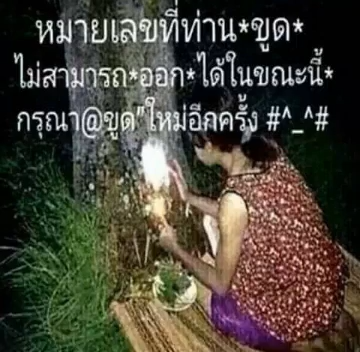 หมายเลขที่ท่าน*ขูด*
ไม่สามารถ*ออก*ได้ในขณะนี้*
กรุณา@ขูด"ใหม่อีกครั้ง #^_^#